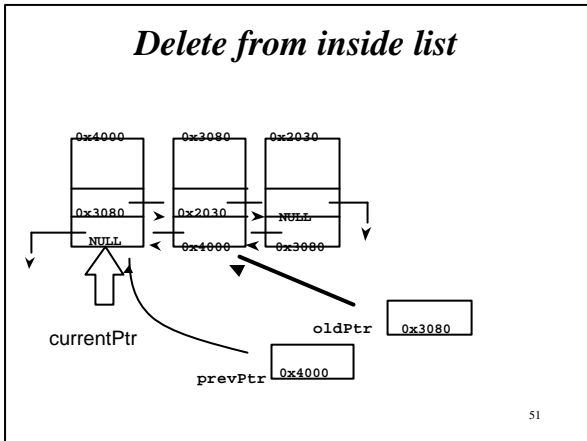 Delete from inside list
0x4000 0x3080 0x2030
0x3080 0x2030 NULL
NULL 0x4000 0x3080
currentPtr
oldPtr 0x3080
prevPtr 0x4000
51